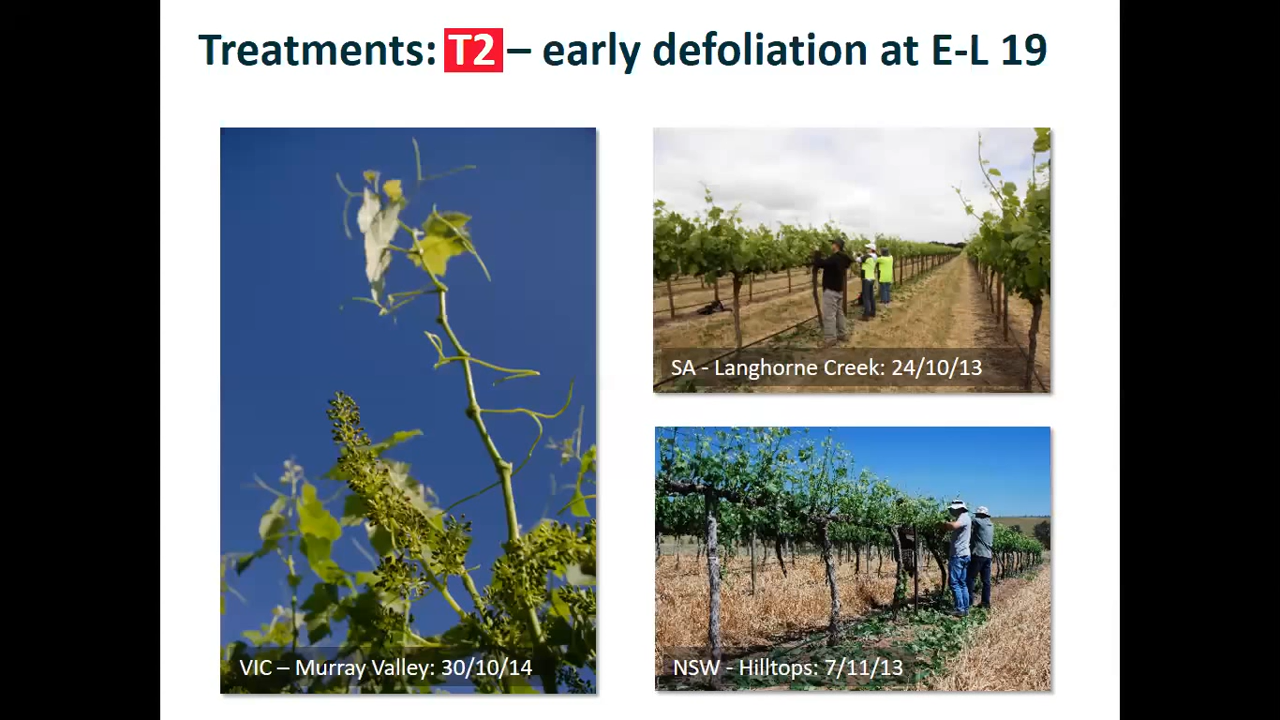 Treatments: T2 – early defoliation at E-L 19
SA - Langhorne Creek: 24/10/13
VIC – Murray Valley: 30/10/14
NSW - Hilltops: 7/11/13